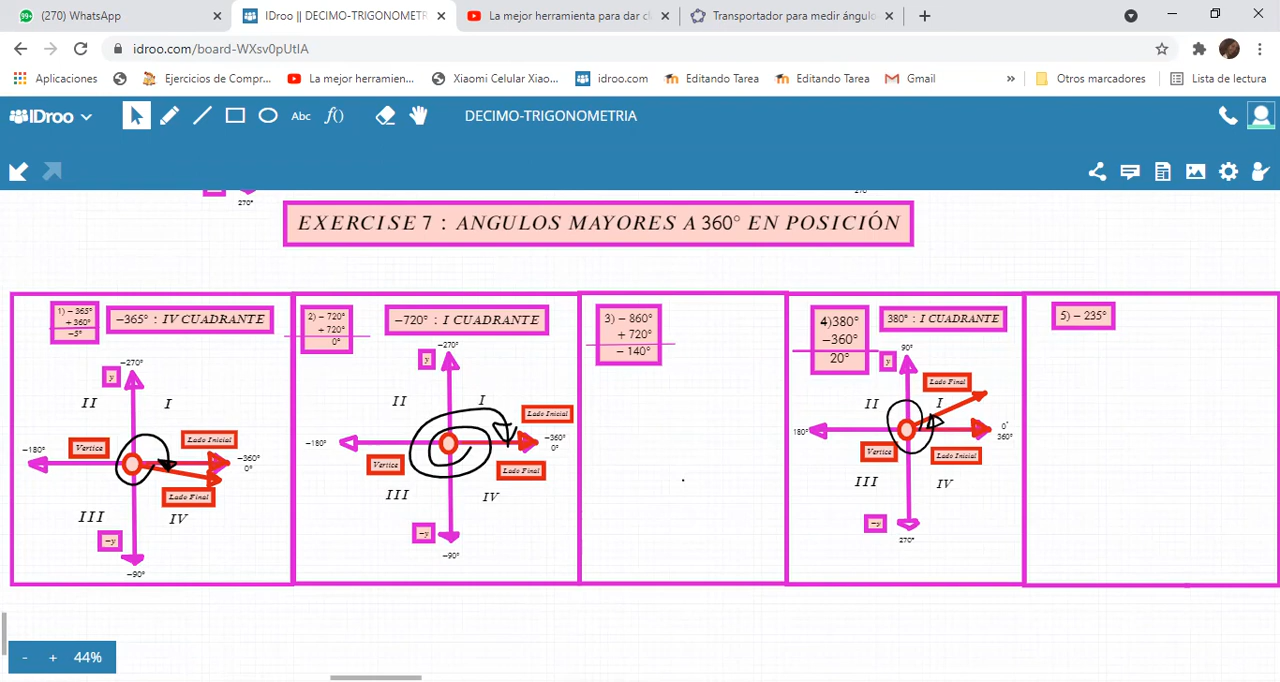 (270) WhatsApp
IDroo || DECIMO-TRIGONOMETR
La mejor herramienta para dar cl
Transportador para medir ángulo
idroo.com/board-WXsv0pUtIA
Aplicaciones
Ejercicios de Compr...
La mejor herramien...
Xiaomi Celular Xiao...
idroo.com
Editando Tarea
Editando Tarea
Gmail
»
Otros marcadores
Lista de lectura
IDroo
Abc
f()
DECIMO-TRIGONOMETRIA
270°
270
EXERCISE 7 : ANGULOS MAYORES A 360° EN POSICIÓN
1) − 365°
+ 360°
−5°
−365° : IV CUADRANTE
−270°
y
II
I
Vertice
Lado Inicial
−180°
−360°
0°
Lado Final
III
IV
−y
−90°
2) − 720°
+ 720°
0°
−720° : I CUADRANTE
−270°
y
II
I
Lado Inicial
−180°
−360°
0°
Vertice
Lado Final
III
IV
−y
−90°
3) − 860°
+ 720°
− 140°
4)380°
−360°
20°
380° : I CUADRANTE
90°
y
Lado Final
II
I
180°
0°
360°
Vertice
Lado Inicial
III
IV
−y
270°
5) − 235°
- + 44%